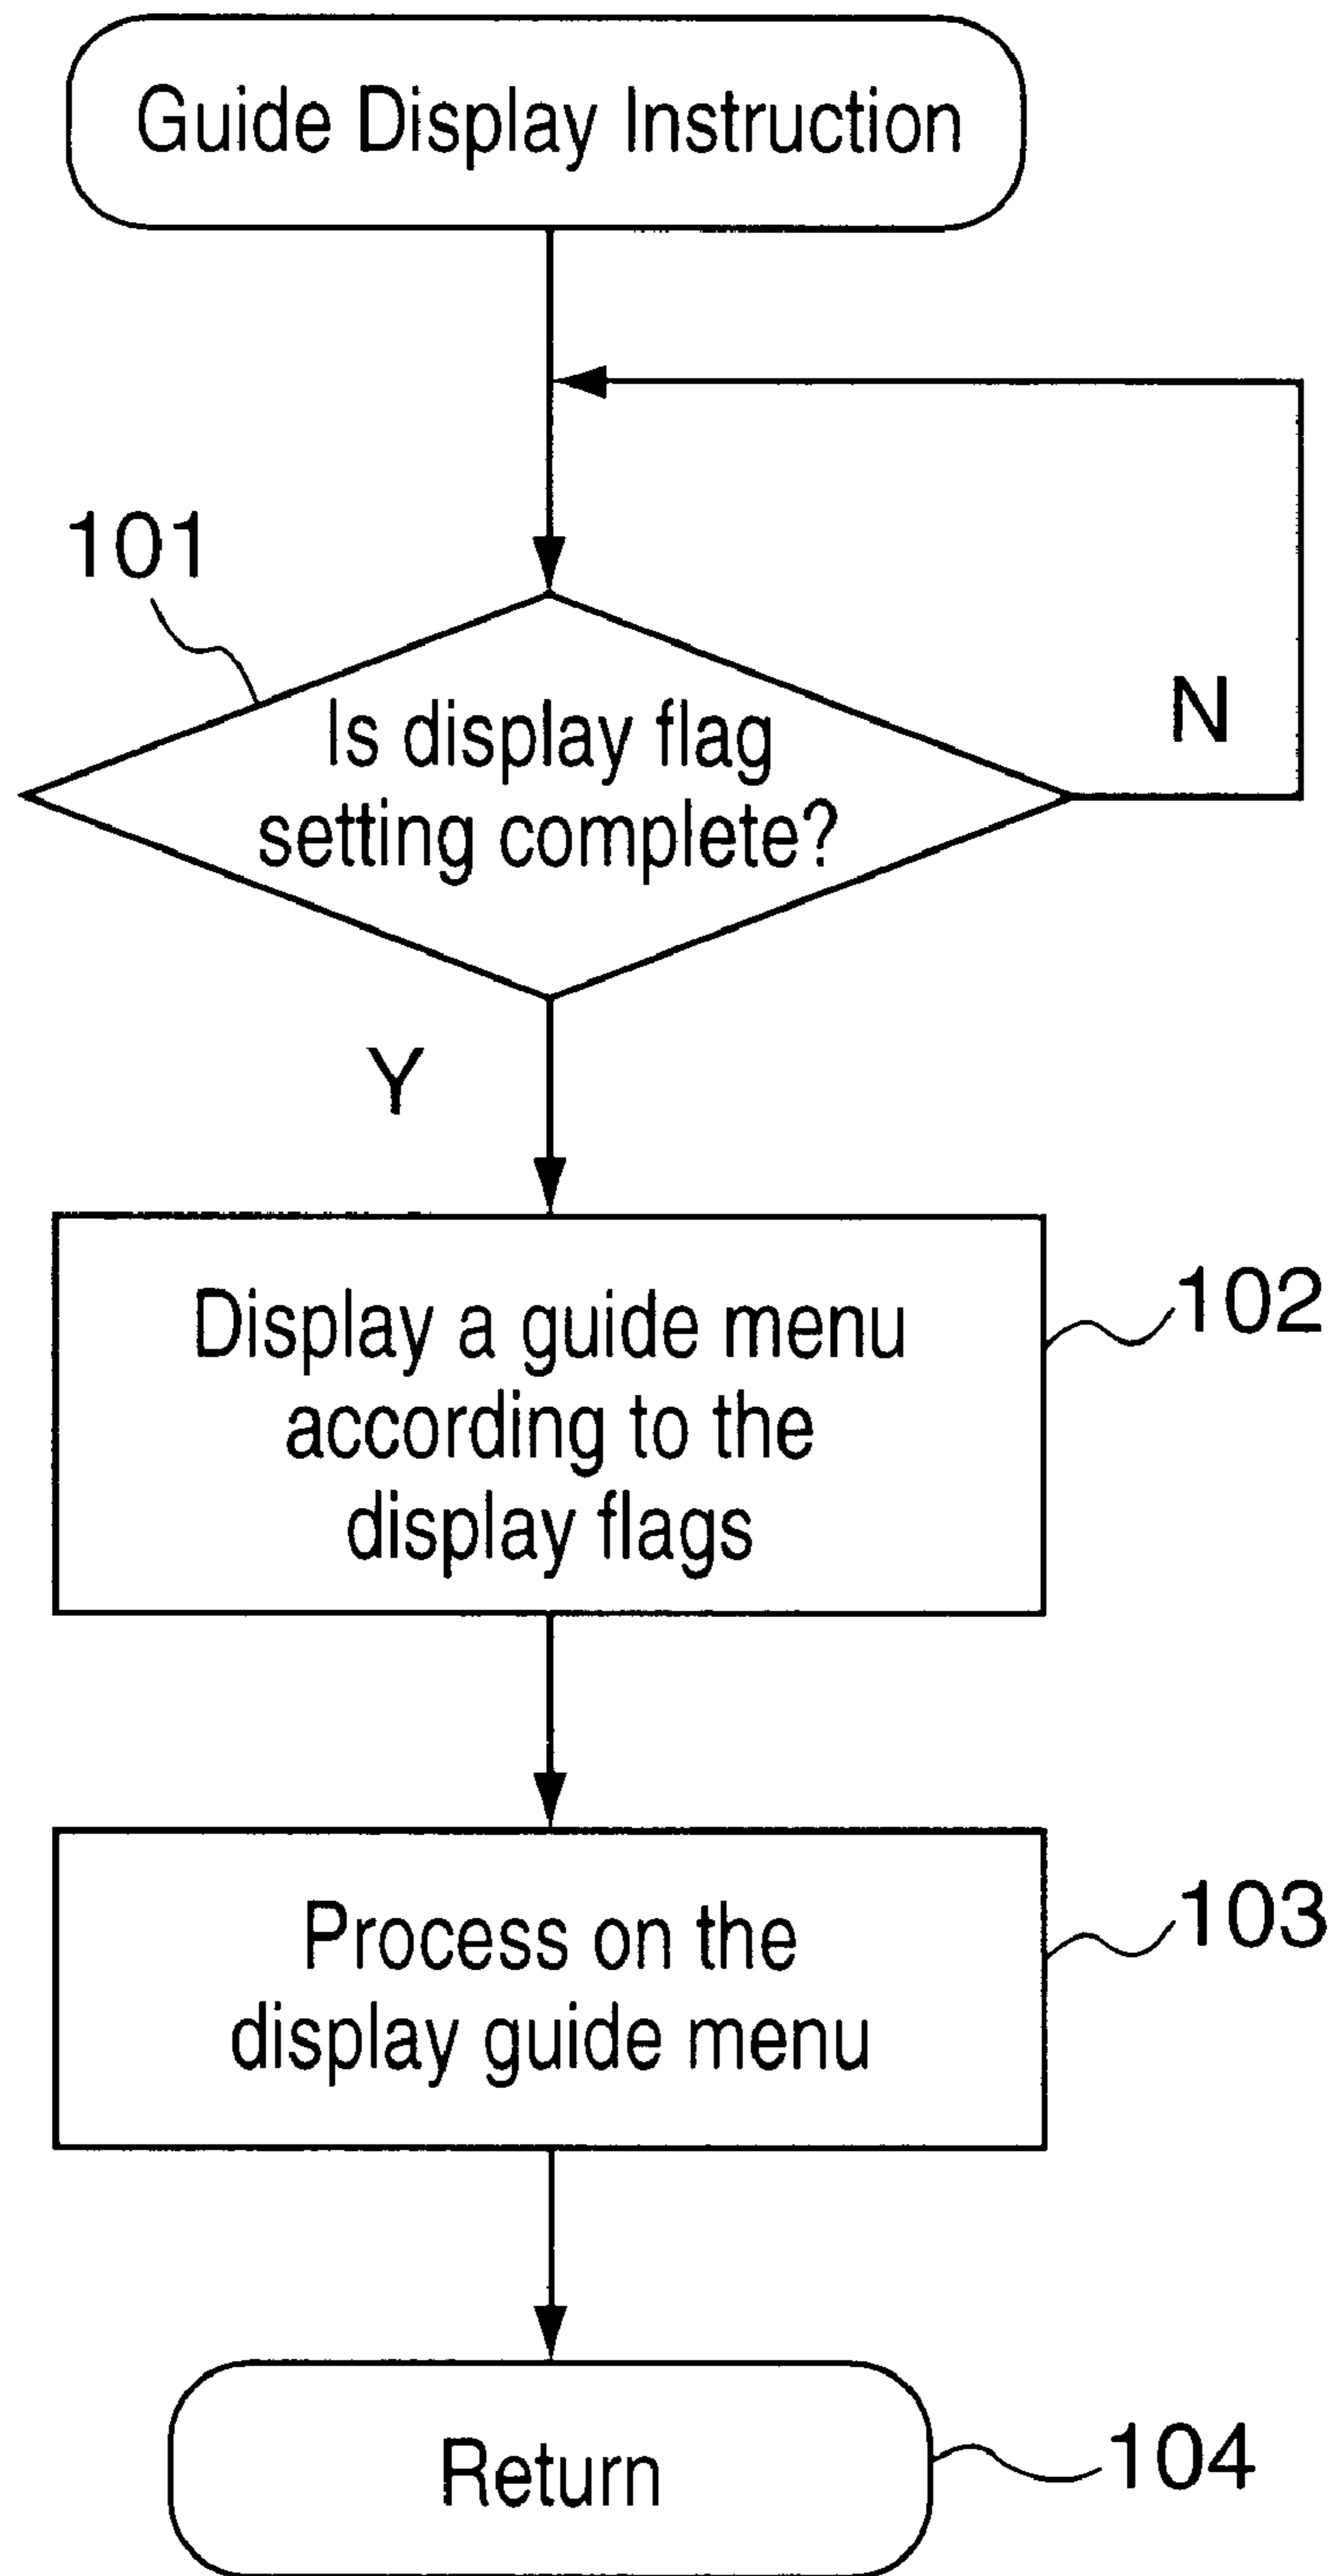 Guide Display Instruction
101
Is display flag
setting complete?
N
Y
Display a guide menu
according to the
display flags
102
Process on the
display guide menu
103
Return
104